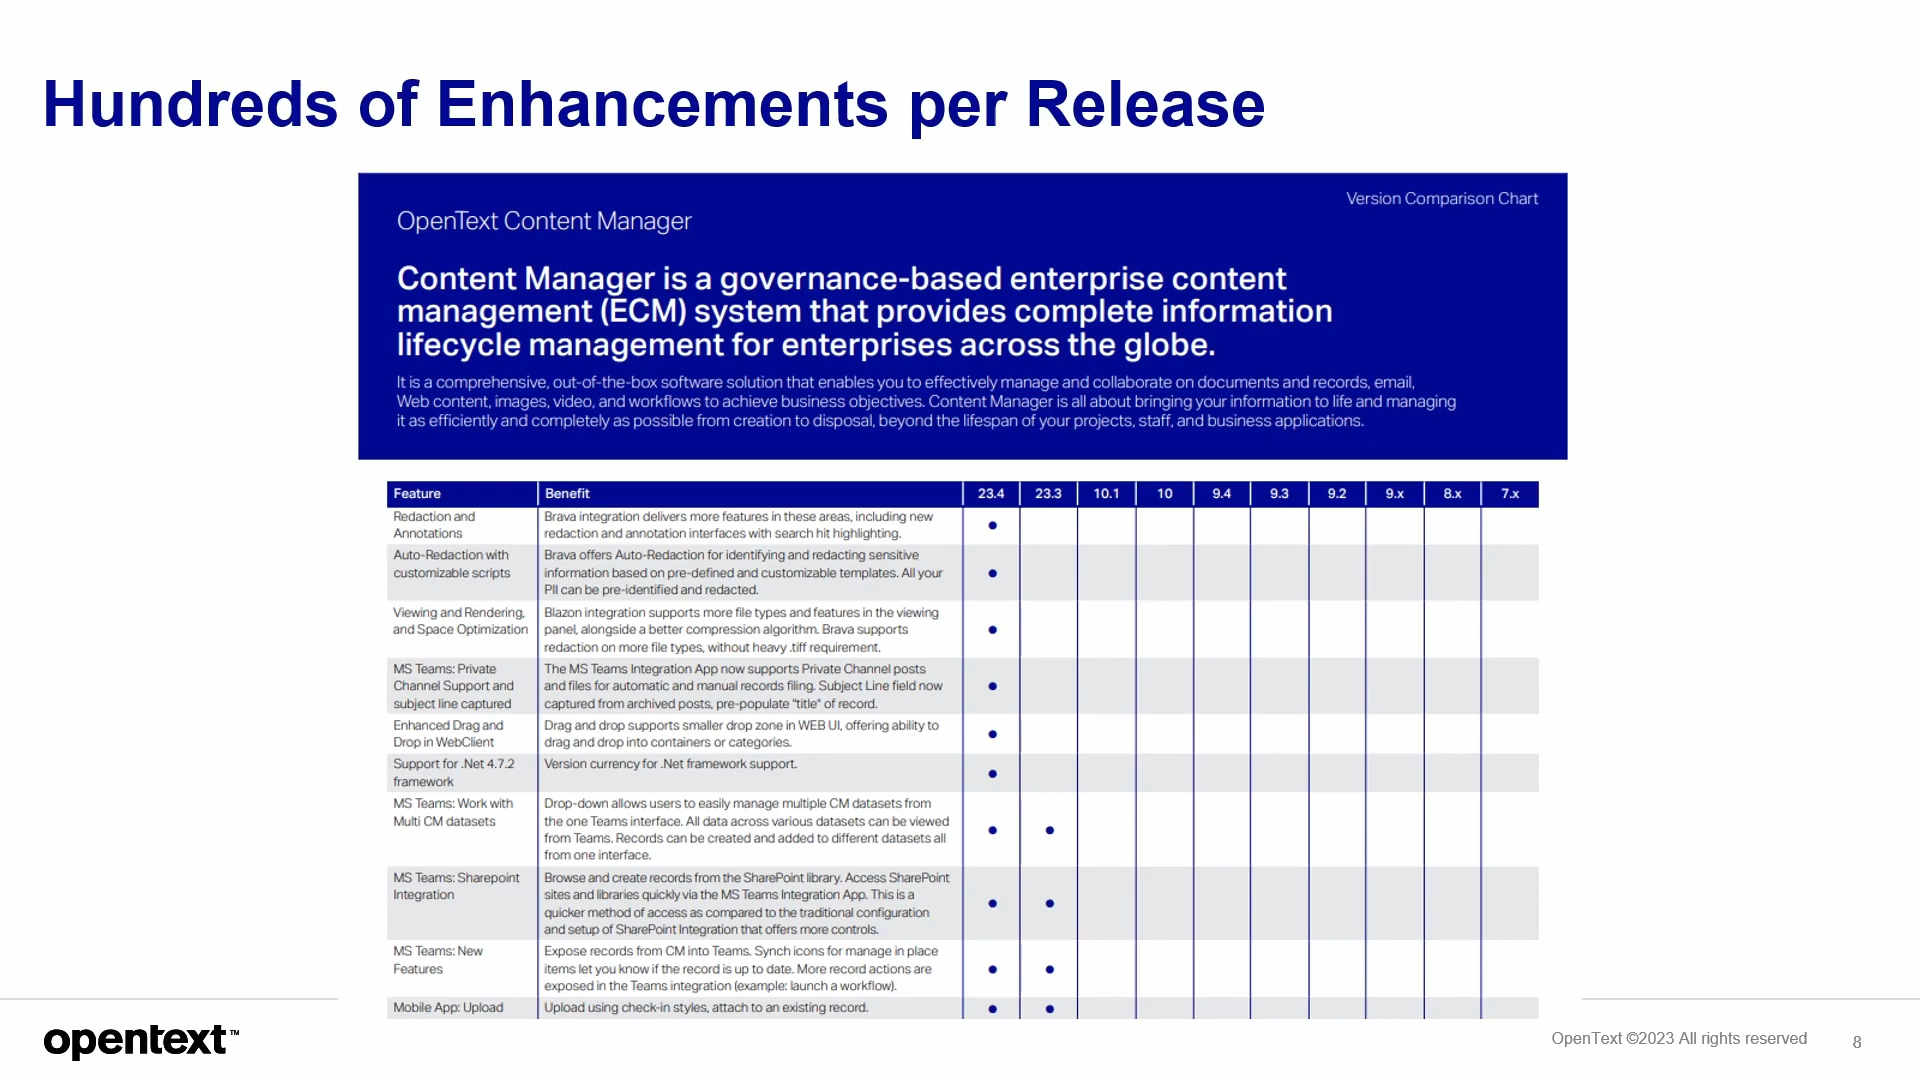 Hundreds of Enhancements per Release
Version Comparison Chart
OpenText Content Manager
Content Manager is a governance-based enterprise content
management (ECM) system that provides complete information
lifecycle management for enterprises across the globe.
It is a comprehensive, out-of-the-box software solution that enables you to effectively manage and collaborate on documents and records, email,
Web content, images, video, and workflows to achieve business objectives. Content Manager is all about bringing your information to life and managing
it as efficiently and completely as possible from creation to disposal, beyond the lifespan of your projects, staff, and business applications.
Feature Benefit 23.4 23.3 10.1 10 9.4 9.3 9.2 9.x 8.x 7.x
Redaction and
Annotations
Brava integration delivers more features in these areas, including new
redaction and annotation interfaces with search hit highlighting.
●
Auto-Redaction with
customizable scripts
Brava offers Auto-Redaction for identifying and redacting sensitive
information based on pre-defined and customizable templates. All your
PII can be pre-identified and redacted.
●
Viewing and Rendering,
and Space Optimization
Blazon integration supports more file types and features in the viewing
panel, alongside a better compression algorithm. Brava supports
redaction on more file types, without heavy .tiff requirement.
●
MS Teams: Private
Channel Support and
subject line captured
The MS Teams Integration App now supports Private Channel posts
and files for automatic and manual records filing. Subject Line field now
captured from archived posts, pre-populate "title" of record.
●
Enhanced Drag and
Drop in WebClient
Drag and drop supports smaller drop zone in WEB UI, offering ability to
drag and drop into containers or categories.
●
Support for .Net 4.7.2
framework
Version currency for .Net framework support.
●
MS Teams: Work with
Multi CM datasets
Drop-down allows users to easily manage multiple CM datasets from
the one Teams interface. All data across various datasets can be viewed
from Teams. Records can be created and added to different datasets all
from one interface.
● ●
MS Teams: Sharepoint
Integration
Browse and create records from the SharePoint library. Access SharePoint
sites and libraries quickly via the MS Teams Integration App. This is a
quicker method of access as compared to the traditional configuration
and setup of SharePoint Integration that offers more controls.
● ●
MS Teams: New
Features
Expose records from CM into Teams. Synch icons for manage in place
items let you know if the record is up to date. More record actions are
exposed in the Teams integration (example: launch a workflow).
● ●
Mobile App: Upload
Upload using check-in styles, attach to an existing record.
● ●
opentext™
OpenText ©2023 All rights reserved
8